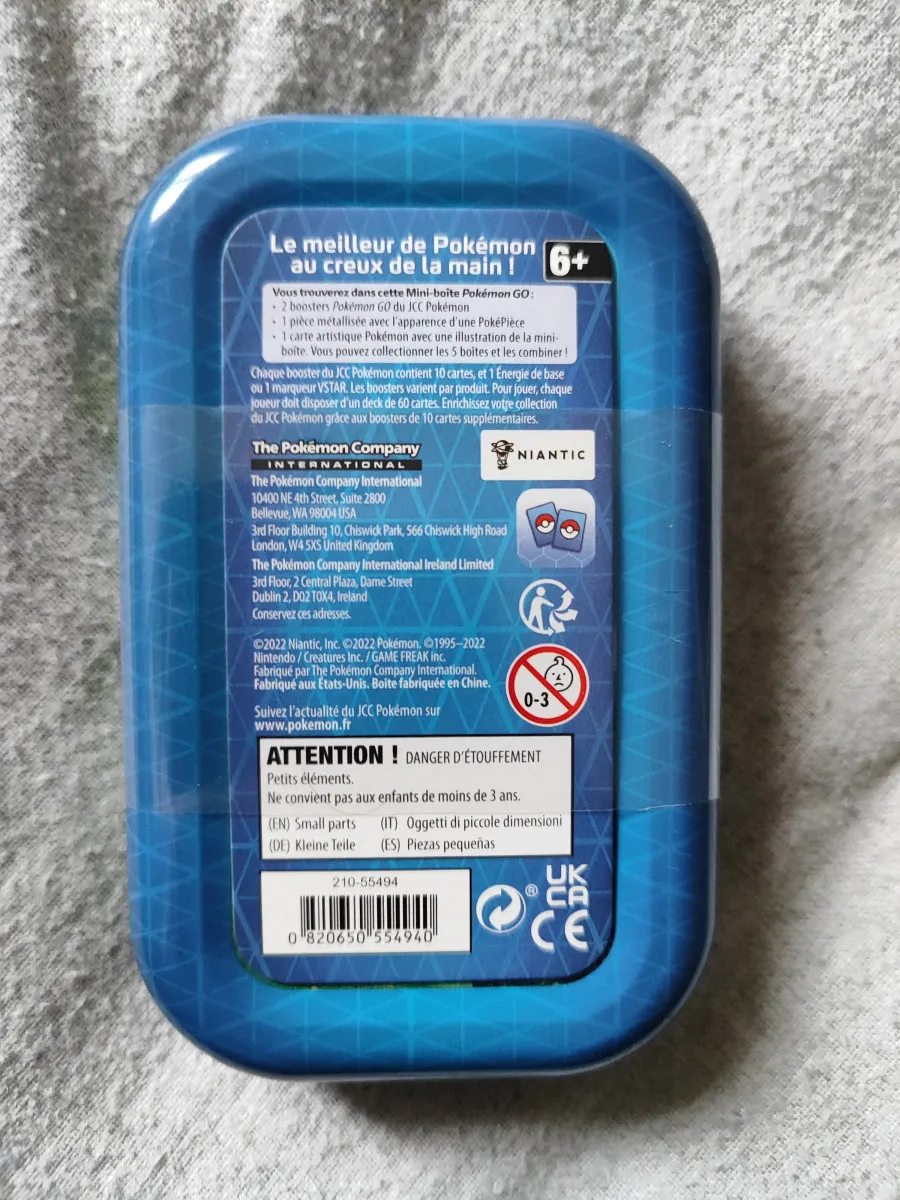 Le meilleur de Pokémon
au creux de la main !
6+
Vous trouverez dans cette Mini-boîte Pokémon GO :
• 2 boosters Pokémon GO du JCC Pokémon
• 1 pièce métallisée avec l'apparence d'une PokéPièce
• 1 carte artistique Pokémon avec une illustration de la mini-
boîte. Vous pouvez collectionner les 5 boîtes et les combiner !
Chaque booster du JCC Pokémon contient 10 cartes, et 1 Énergie de base
ou 1 marqueur VSTAR. Les boosters varient par produit. Pour jouer, chaque
joueur doit disposer d'un deck de 60 cartes. Enrichissez votre collection
du JCC Pokémon grâce aux boosters de 10 cartes supplémentaires.
The Pokémon Company
INTERNATIONAL
NIANTIC
The Pokémon Company International
10400 NE 4th Street, Suite 2800
Bellevue, WA 98004 USA
3rd Floor Building 10, Chiswick Park, 566 Chiswick High Road
London, W4 5XS United Kingdom
The Pokémon Company International Ireland Limited
3rd Floor, 2 Central Plaza, Dame Street
Dublin 2, D02 T0X4, Ireland
Conservez ces adresses.
©2022 Niantic, Inc. ©2022 Pokémon. ©1995–2022
Nintendo / Creatures Inc. / GAME FREAK inc.
Fabriqué par The Pokémon Company International.
Fabriqué aux États-Unis. Boîte fabriquée en Chine.
0-3
Suivez l'actualité du JCC Pokémon sur
www.pokemon.fr
ATTENTION ! DANGER D'ÉTOUFFEMENT
Petits éléments.
Ne convient pas aux enfants de moins de 3 ans.
(EN) Small parts (IT) Oggetti di piccole dimensioni
(DE) Kleine Teile (ES) Piezas pequeñas
210-55494
0 820650 554940
®
UK
CA
CE